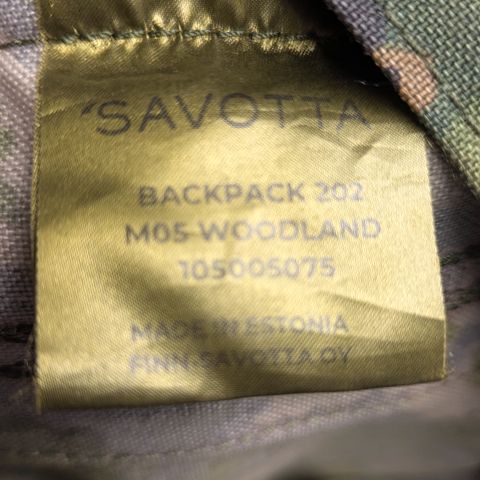 SAVOTTA
BACKPACK 202
M05 WOODLAND
105005075
MADE IN ESTONIA
FINN-SAVOTTA OY